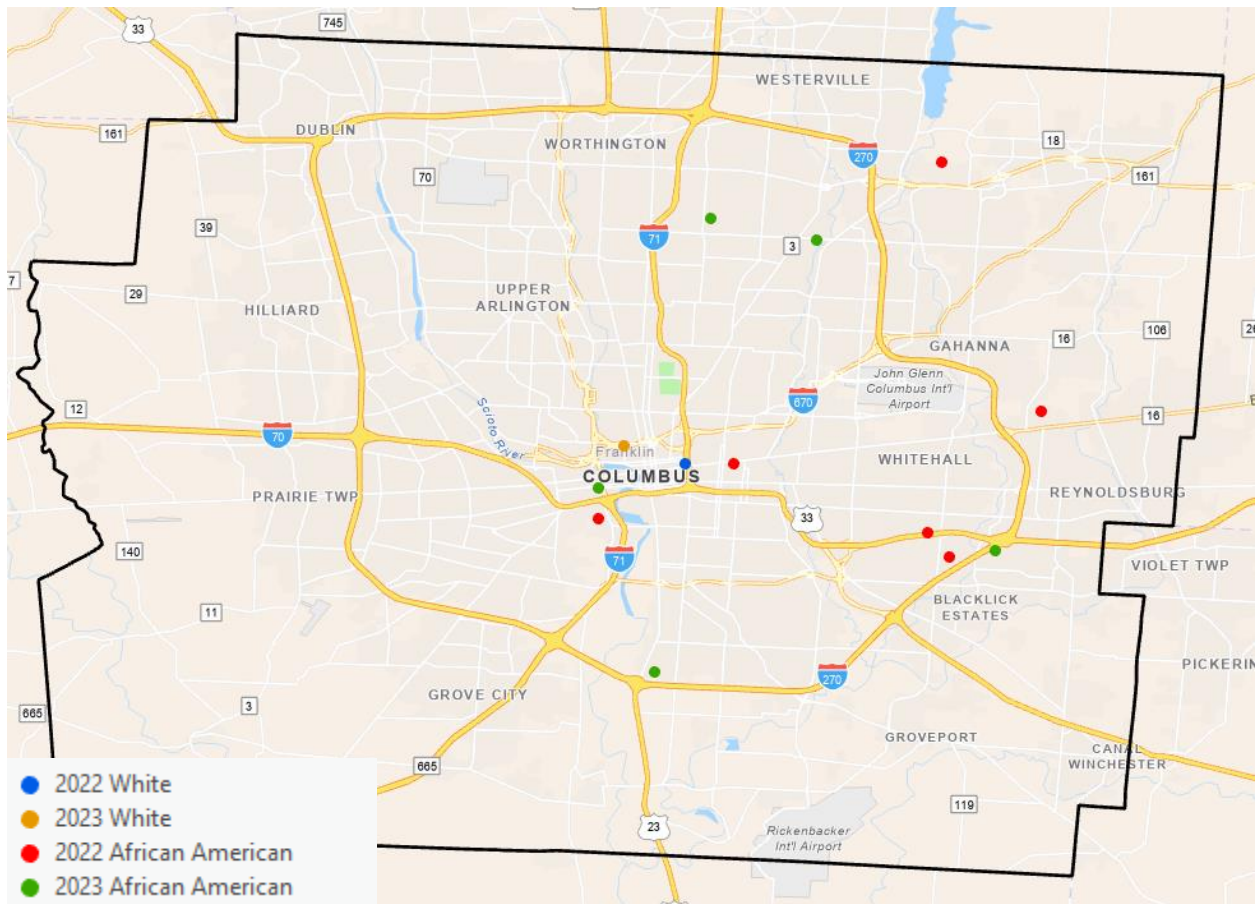 745
33
WESTERVILLE
161
DUBLIN
WORTHINGTON
18
270
70
161
39
71
3
7
29
UPPER
ARLINGTON
HILLIARD
16
106
26
GAHANNA
John Glenn
Columbus Int'l
Airport
12
670
16
Scioto River
70
Franklin
COLUMBUS
WHITEHALL
PRAIRIE TWP
REYNOLDSBURG
33
140
71
VIOLET TWP
BLACKLICK
ESTATES
11
PICKERIN
270
GROVE CITY
665
3
GROVEPORT
CANAL
WINCHESTER
665
119
23
Rickenbacker
Int'l Airport
2022 White
2023 White
2022 African American
2023 African American